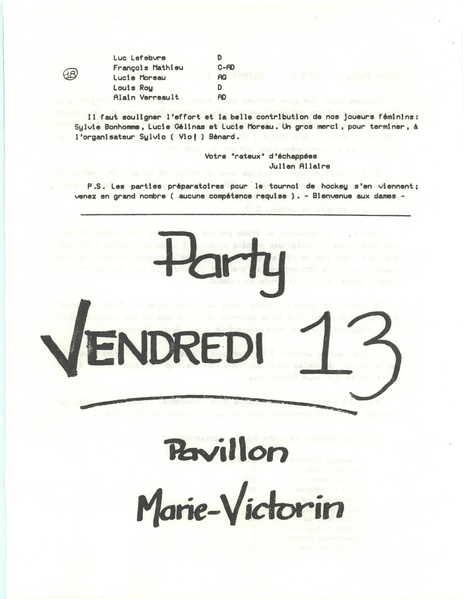 18
Luc Lefebvre D
François Mathieu C-AD
Lucie Moreau AG
Louis Roy D
Alain Verreault AD
Il faut souligner l'effort et la belle contribution de nos joueurs féminins:
Sylvie Bonhomme, Lucie Gélinas et Lucie Moreau. Un gros merci, pour terminer, à
l'organisateur Sylvio ( Vio! ) Bénard.
Votre "rateux" d'échappées
Julien Allaire
P.S. Les parties préparatoires pour le tournoi de hockey s'en viennent;
venez en grand nombre ( aucune compétence requise ). - Bienvenue aux dames -
Party
VENDREDI 13
Pavillon
Marie-Victorin